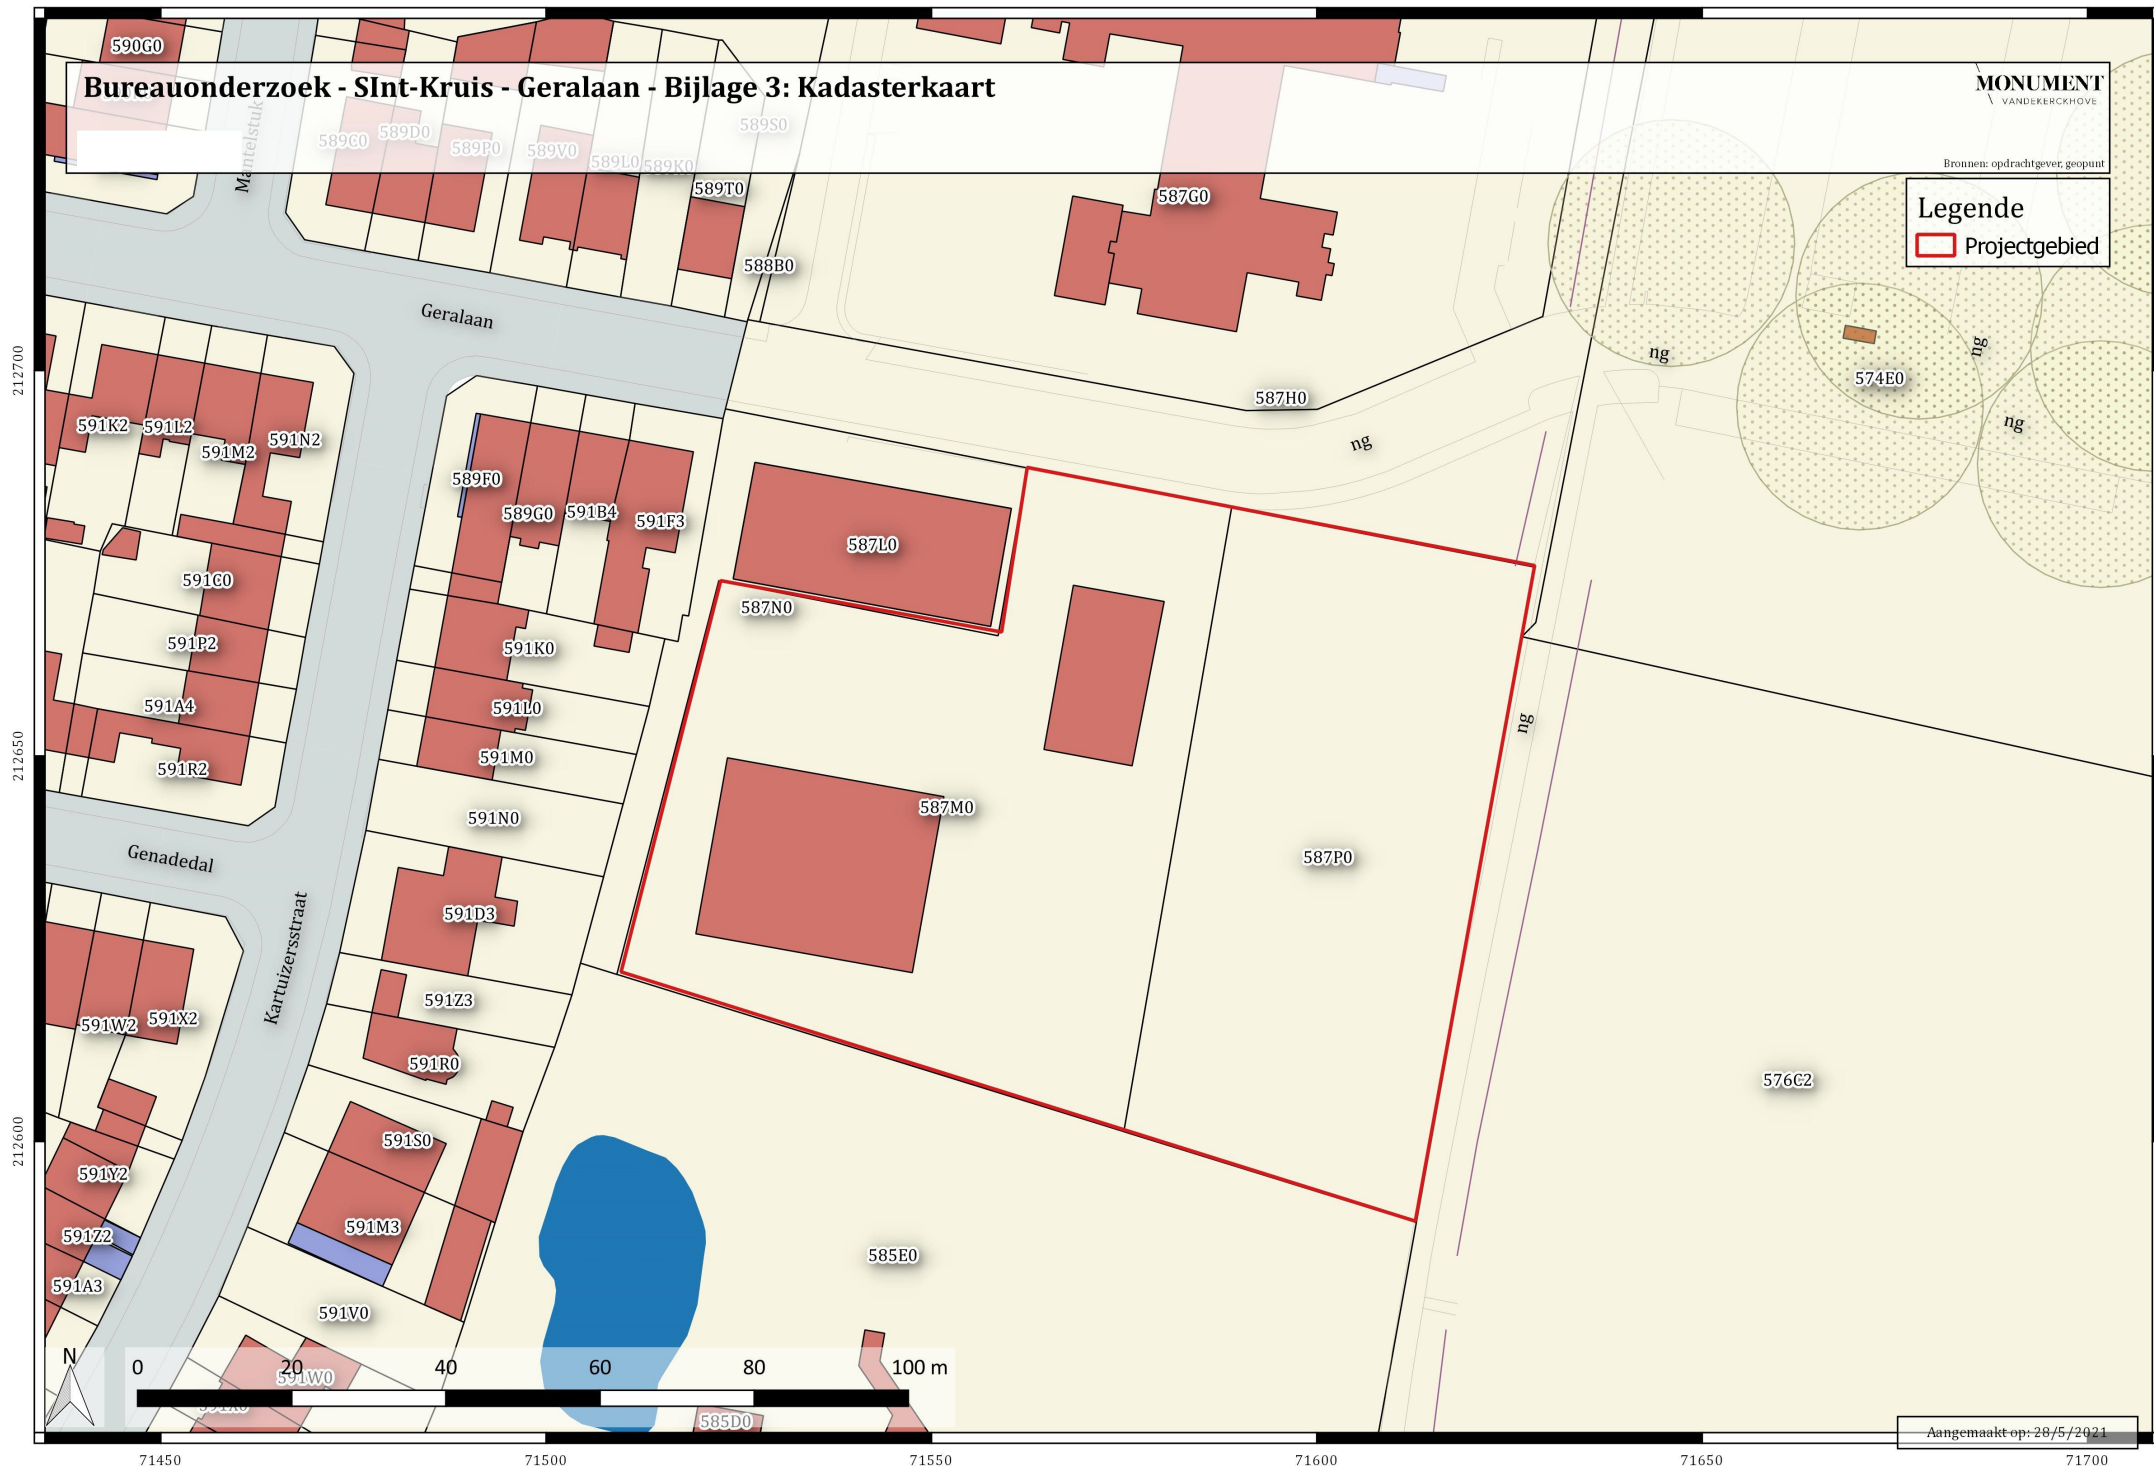 590G0
Bureauonderzoek - SInt-Kruis - Geralaan - Bijlage 3: Kadasterkaart
MONUMENT
VANDEKERCKHOVE
Bronnen: opdrachtgever, geopunt
Legende
Projectgebied
Mantelstuk
589C0
589D0
589P0
589V0
589L0
589K0
589S0
589T0
587G0
588B0
Geralaan
212700
587H0
ng
ng
ng
ng
574E0
591K2
591L2
591M2
591N2
589F0
589G0
591B4
591F3
587L0
591C0
587N0
591P2
591K0
591A4
591L0
ng
212650
591R2
591M0
587M0
591N0
Genadedal
587P0
591D3
Kartuizersstraat
591Z3
591W2
591X2
591R0
576C2
212600
591S0
591Y2
591M3
591Z2
585E0
591A3
591V0
N
0 20 40 60 80 100 m
591W0
591X0
585D0
Aangemaakt op: 28/5/2021
71450 71500 71550 71600 71650 71700